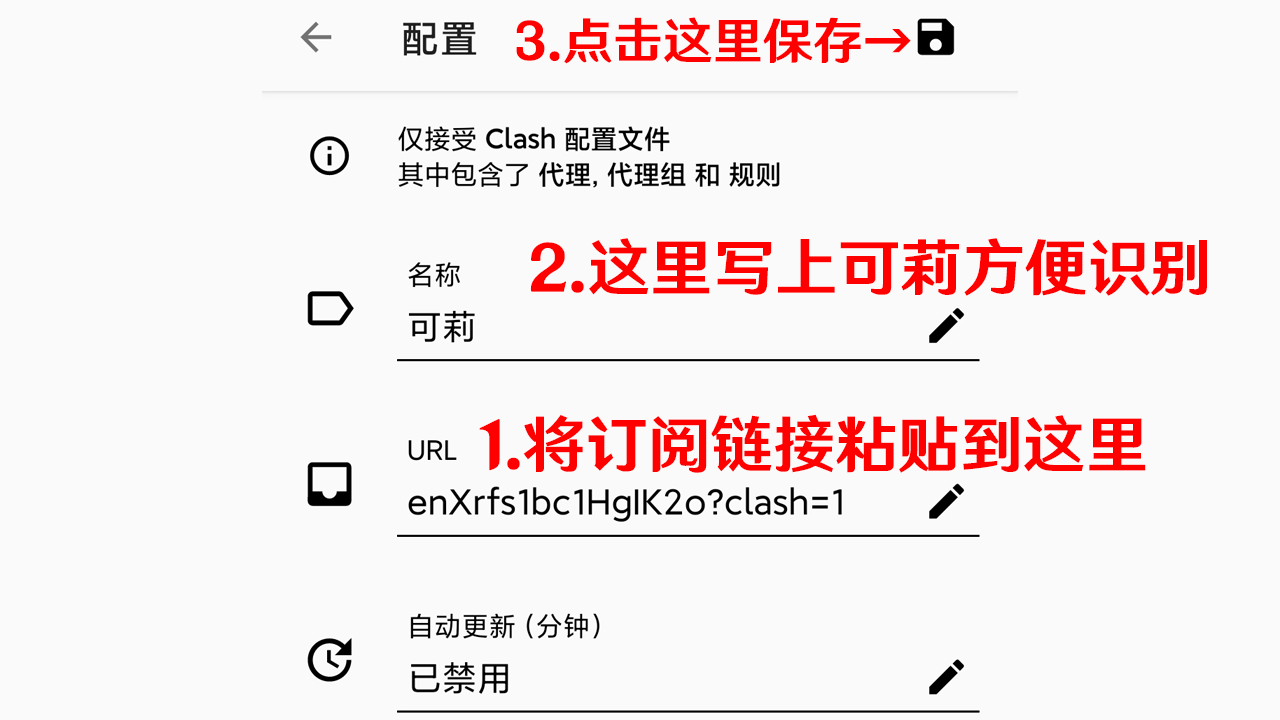 配置 3.点击这里保存→
仅接受 Clash 配置文件
其中包含了 代理, 代理组 和 规则
2.这里写上可莉方便识别
名称
可莉
1.将订阅链接粘贴到这里
URL
enXrfs1bc1HgIK2o?clash=1
自动更新 (分钟)
已禁用